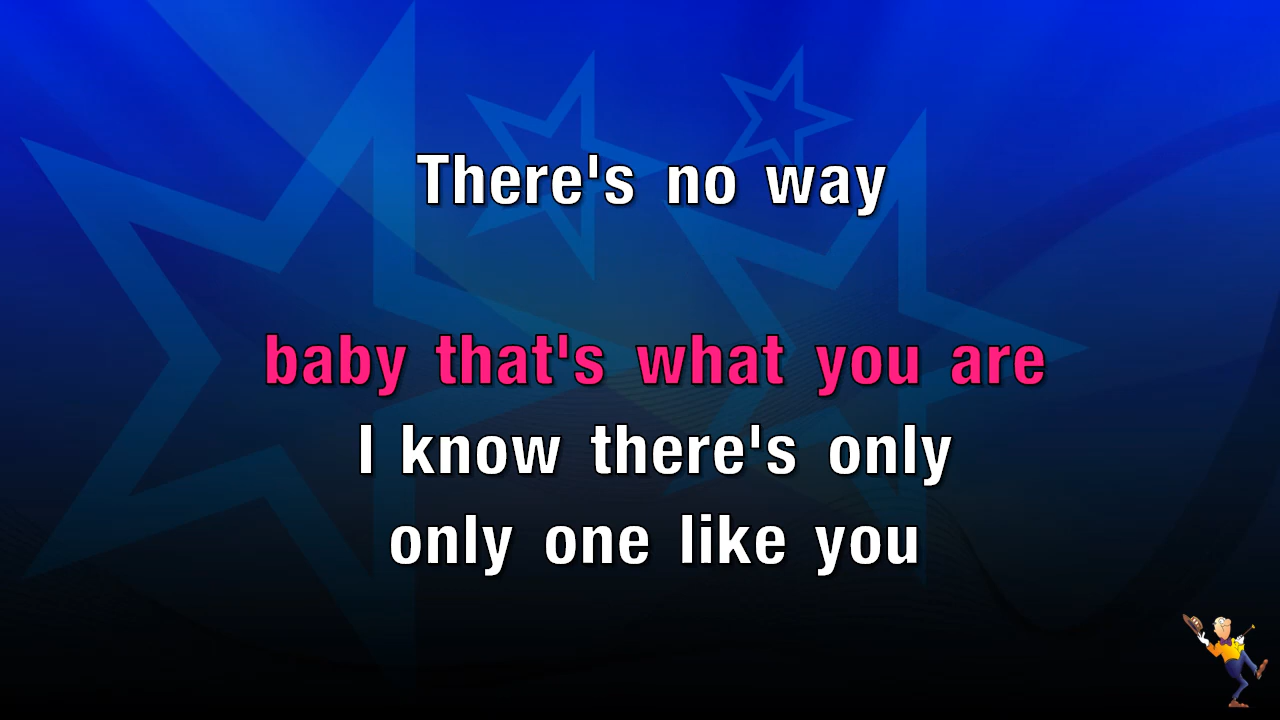 There's no way
baby that's what you are
I know there's only
only one like you